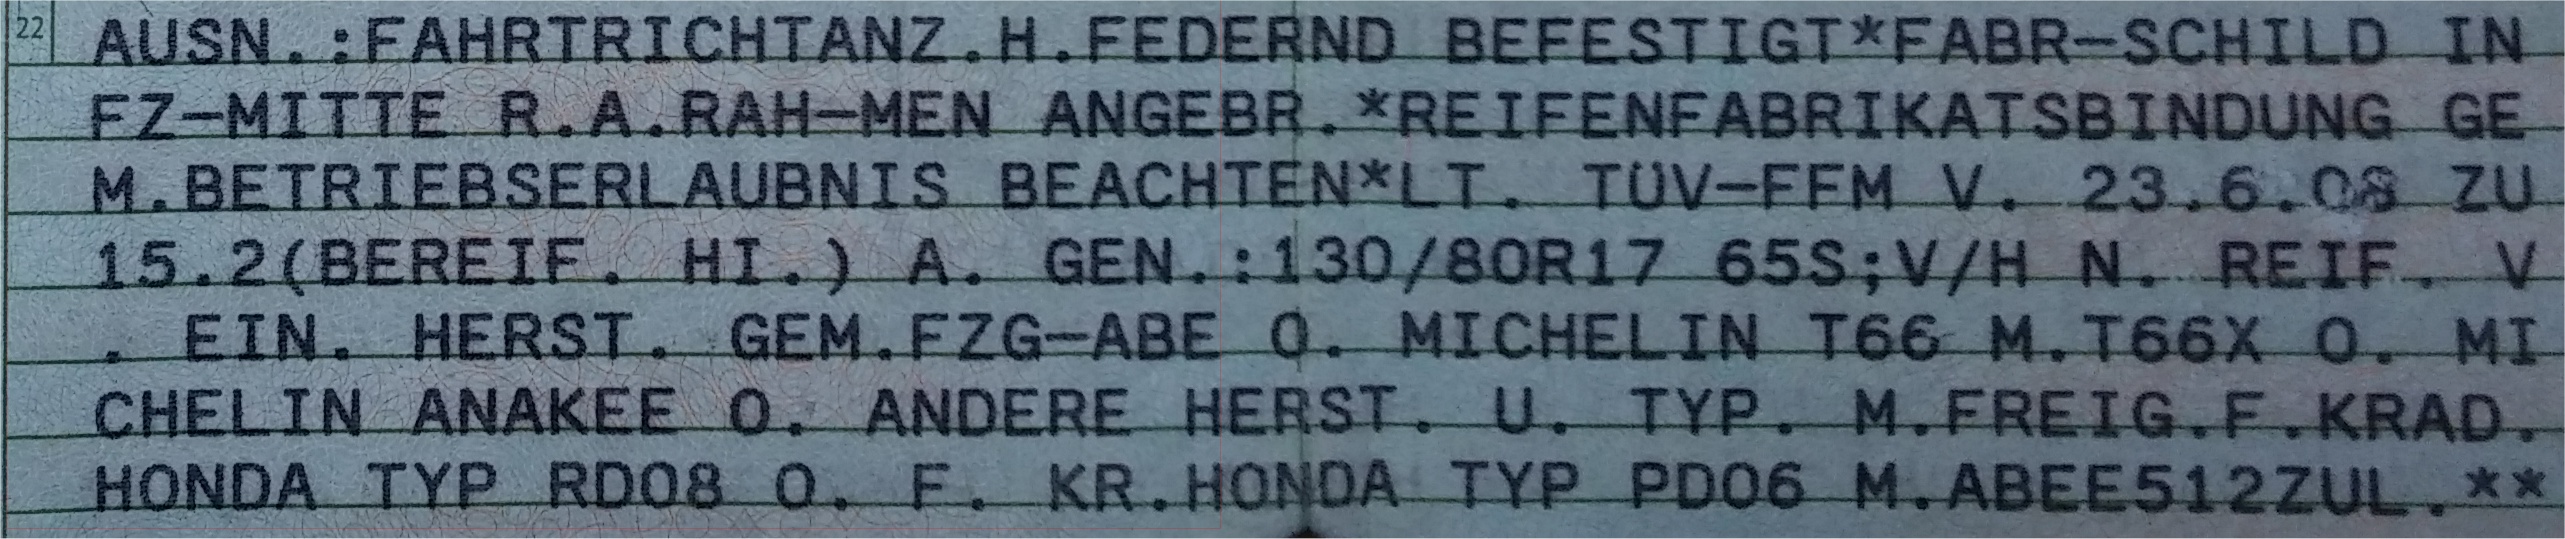 22 AUSN.:FAHRTRICHTANZ.H.FEDERND BEFESTIGT*FABR-SCHILD IN
FZ-MITTE R.A.RAH-MEN ANGEBR.*REIFENFABRIKATSBINDUNG GE
M.BETRIEBSERLAUBNIS BEACHTEN*LT. TÜV-FFM V. 23.6.08 ZU
15.2(BEREIF. HI.) A. GEN.:130/80R17 65S;V/H N. REIF. V
. EIN. HERST. GEM.FZG-ABE O. MICHELIN T66 M.T66X O. MI
CHELIN ANAKEE O. ANDERE HERST. U. TYP. M.FREIG.F.KRAD.
HONDA TYP RD08 O. F. KR.HONDA TYP PD06 M.ABEE512ZUL.**